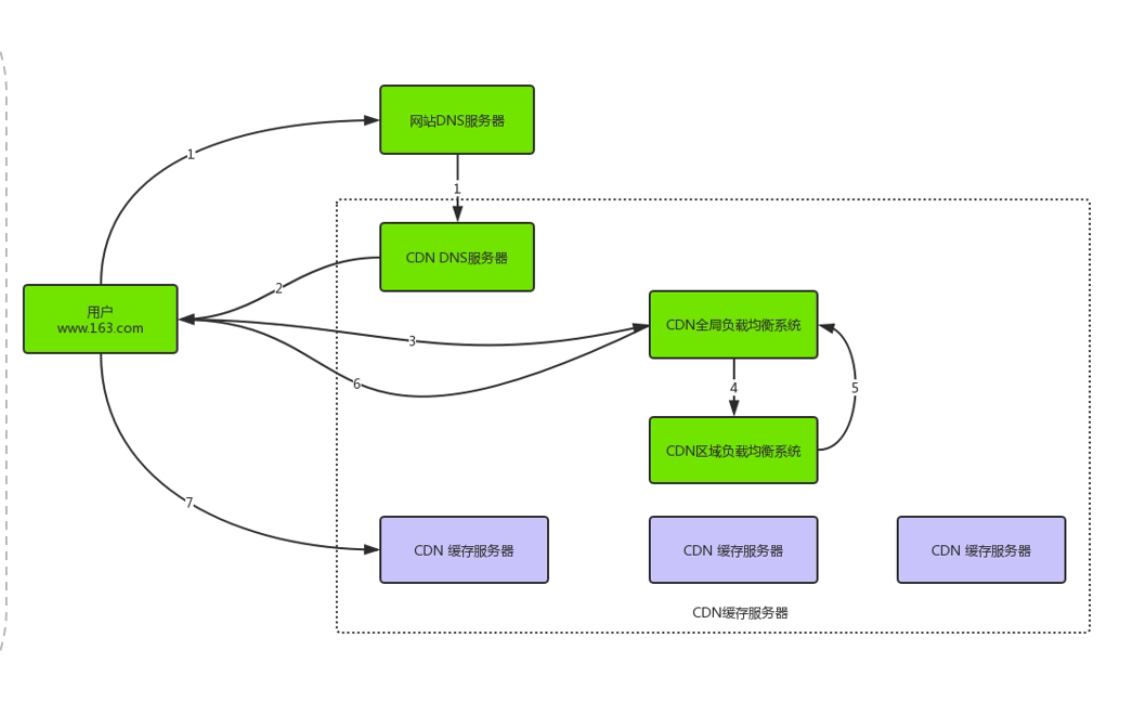 网站DNS服务器
1
1
CDN DNS服务器
2
用户
www.163.com
CDN全局负载均衡系统
3
6
4
5
CDN区域负载均衡系统
7
CDN 缓存服务器
CDN 缓存服务器
CDN 缓存服务器
CDN缓存服务器